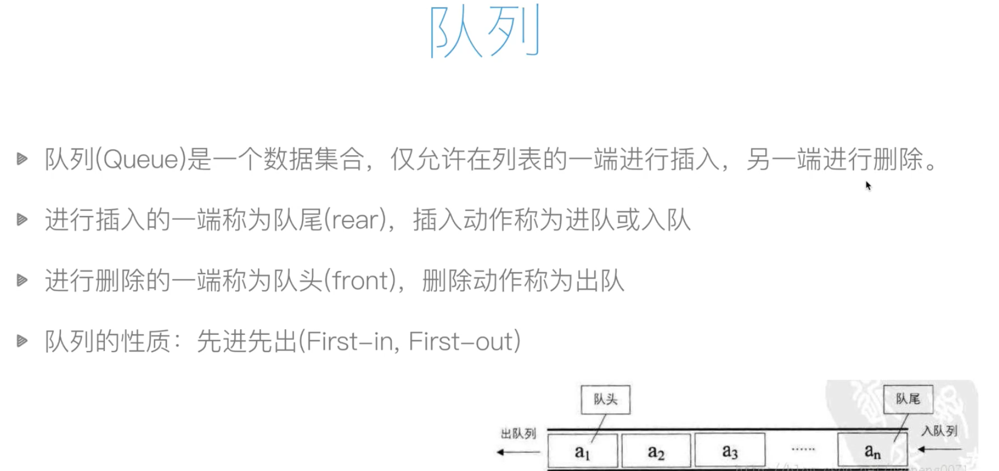 队列
队列(Queue)是一个数据集合，仅允许在列表的一端进行插入，另一端进行删除。
进行插入的一端称为队尾(rear)，插入动作称为进队或入队
进行删除的一端称为队头(front)，删除动作称为出队
队列的性质：先进先出(First-in, First-out)
队头
队尾
出队列
入队列
a1 a2 a3 …… an